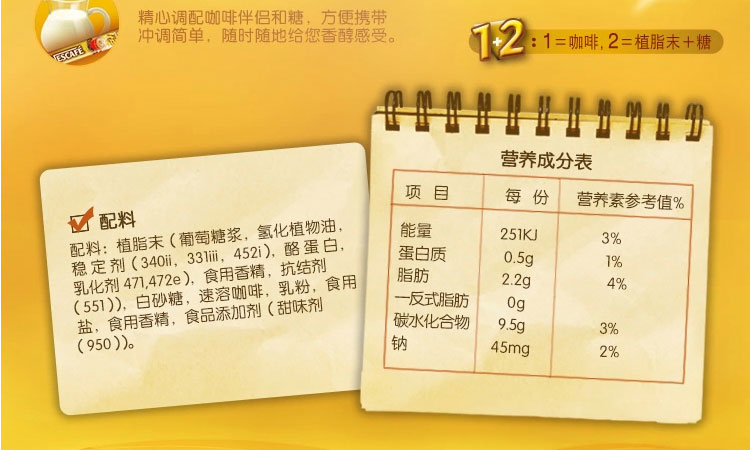 精心调配咖啡伴侣和糖，方便携带
冲调简单，随时随地给您香醇感受。
NESCAFÉ
1+2：1=咖啡，2=植脂末+糖
配料
配料：植脂末（葡萄糖浆，氢化植物油，
稳定剂（340ii，331iii，452i），酪蛋白，
乳化剂471,472e），食用香精，抗结剂
（551）），白砂糖，速溶咖啡，乳粉，食用
盐，食用香精，食品添加剂（甜味剂
（950））。
营养成分表
项目 每份 营养素参考值%
能量 251KJ 3%
蛋白质 0.5g 1%
脂肪 2.2g 4%
一反式脂肪 0g
碳水化合物 9.5g 3%
钠 45mg 2%